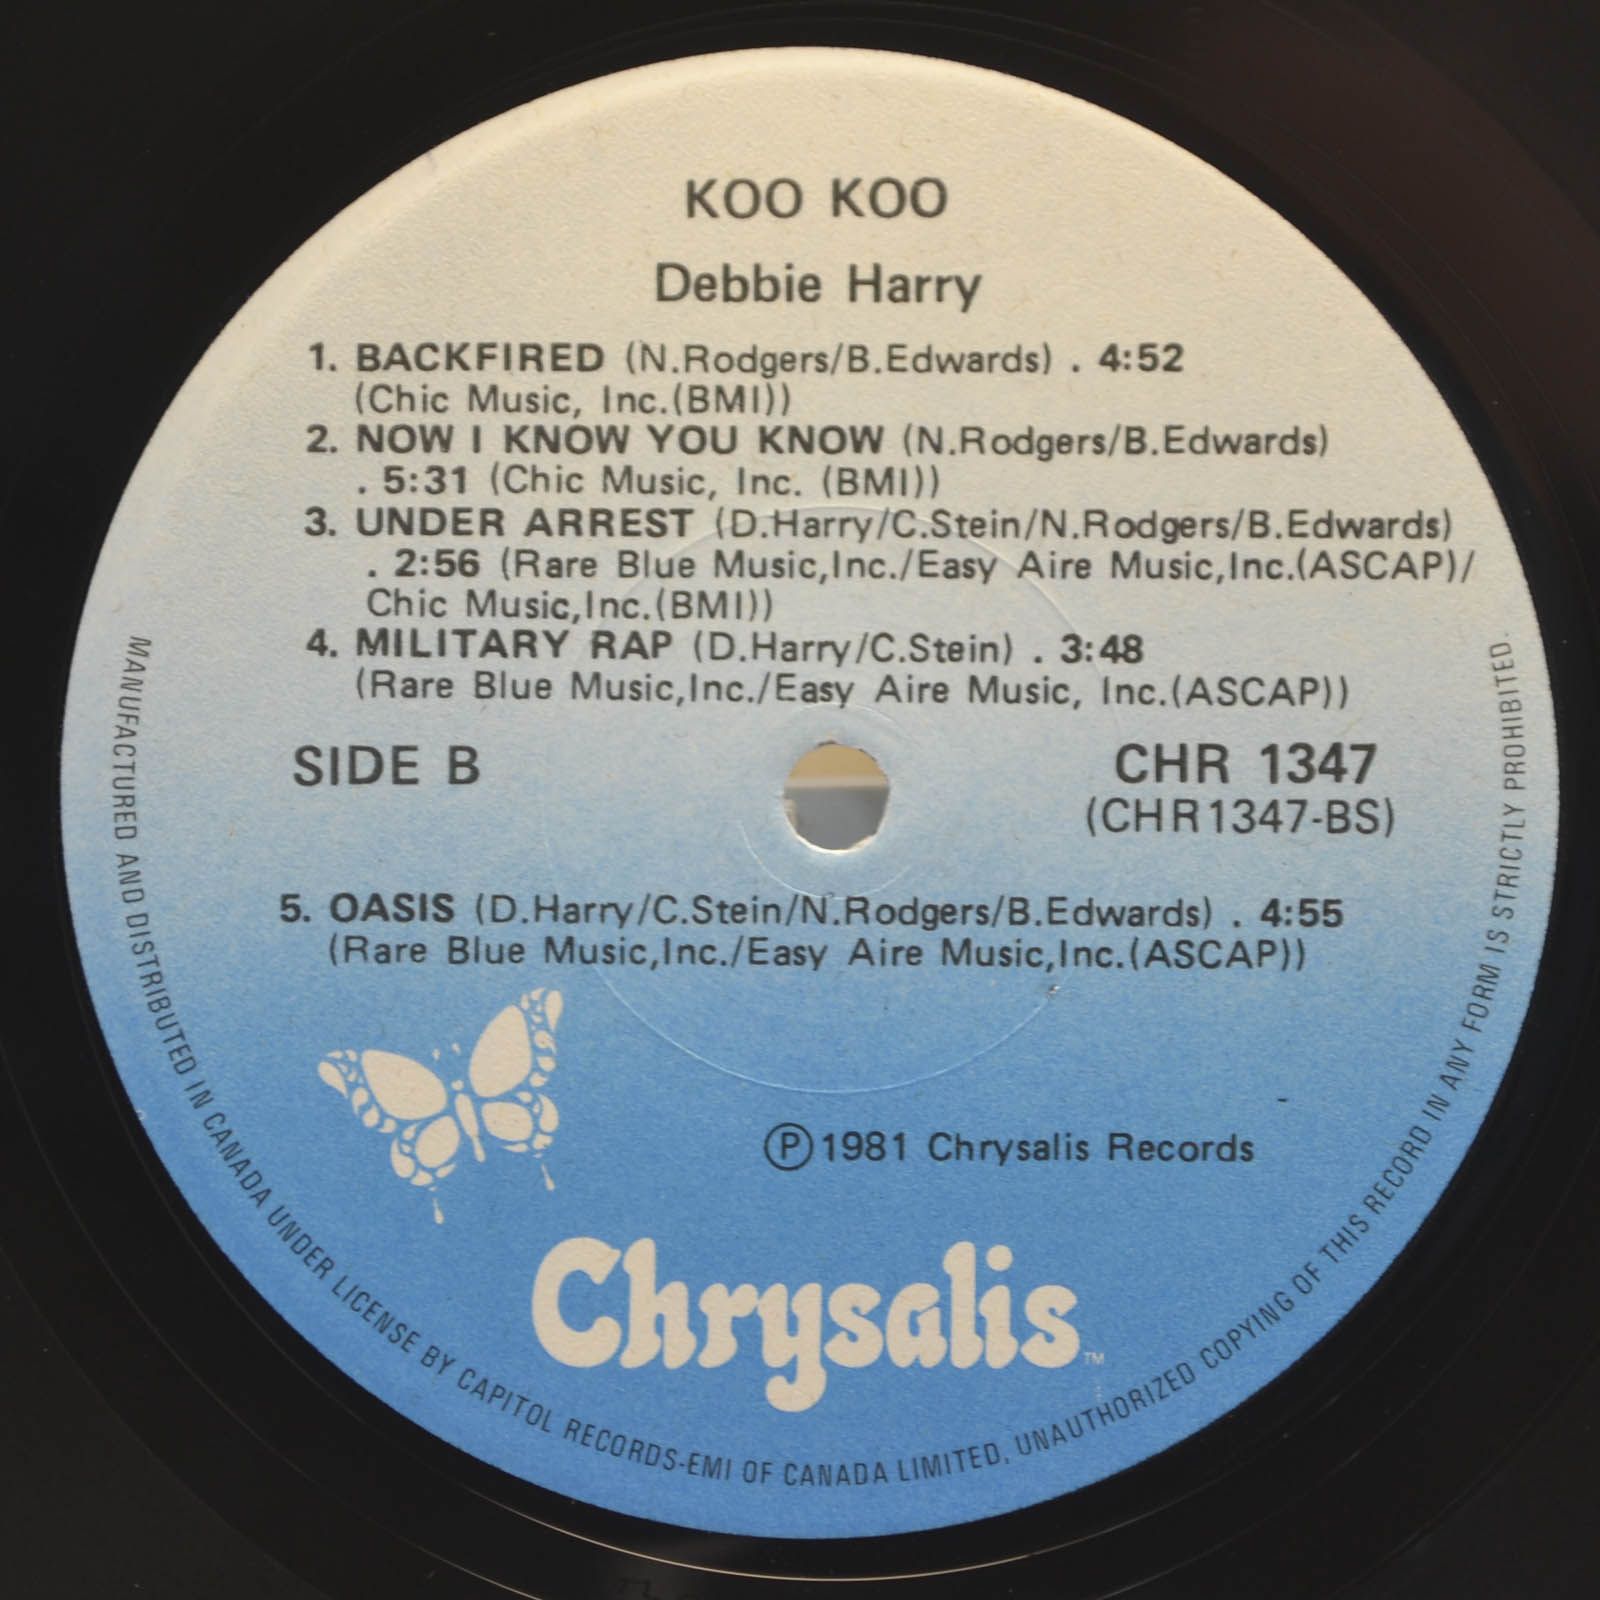 KOO KOO
Debbie Harry
1. BACKFIRED (N.Rodgers/B.Edwards) . 4:52
(Chic Music, Inc.(BMI))
2. NOW I KNOW YOU KNOW (N.Rodgers/B.Edwards)
. 5:31 (Chic Music, Inc. (BMI))
3. UNDER ARREST (D.Harry/C.Stein/N.Rodgers/B.Edwards)
. 2:56 (Rare Blue Music,Inc./Easy Aire Music,Inc.(ASCAP)/
Chic Music,Inc.(BMI))
4. MILITARY RAP (D.Harry/C.Stein) . 3:48
(Rare Blue Music,Inc./Easy Aire Music, Inc.(ASCAP))
SIDE B
CHR 1347
(CHR1347-BS)
5. OASIS (D.Harry/C.Stein/N.Rodgers/B.Edwards) . 4:55
(Rare Blue Music,Inc./Easy Aire Music,Inc.(ASCAP))
Ⓟ1981 Chrysalis Records
Chrysalis TM
MANUFACTURED AND DISTRIBUTED IN CANADA UNDER LICENSE BY CAPITOL RECORDS-EMI OF CANADA LIMITED, UNAUTHORIZED COPYING OF THIS RECORD IN ANY FORM IS STRICTLY PROHIBITED.